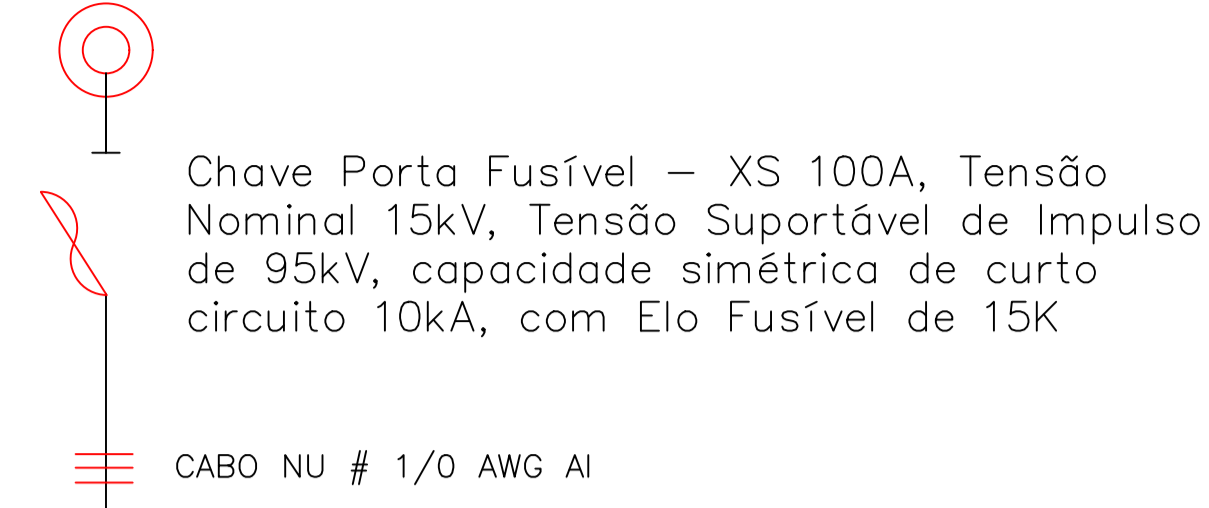 Chave Porta Fusível – XS 100A, Tensão
Nominal 15kV, Tensão Suportável de Impulso
de 95kV, capacidade simétrica de curto
circuito 10kA, com Elo Fusível de 15K
CABO NU # 1/0 AWG Al